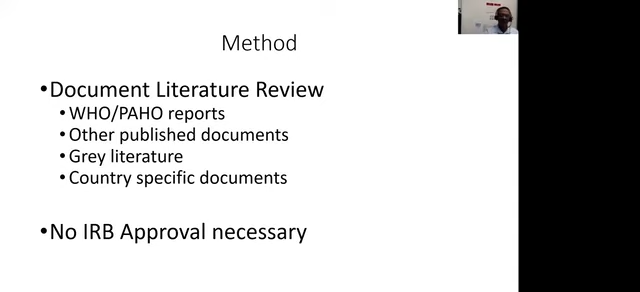 Method
•Document Literature Review
•WHO/PAHO reports
•Other published documents
•Grey literature
•Country specific documents
•No IRB Approval necessary